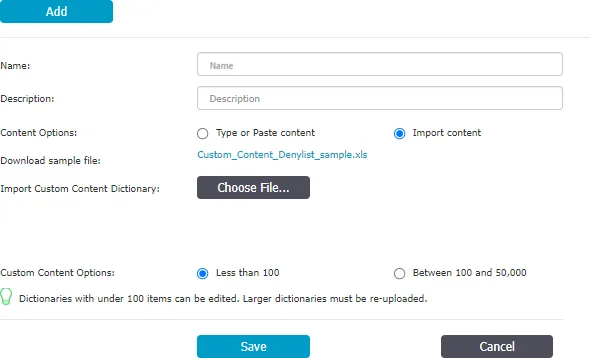 Add
Name: Name
Description: Description
Content Options: Type or Paste content Import content
Download sample file: Custom_Content_Denylist_sample.xls
Import Custom Content Dictionary: Choose File...
Custom Content Options: Less than 100 Between 100 and 50,000
Dictionaries with under 100 items can be edited. Larger dictionaries must be re-uploaded.
Save Cancel